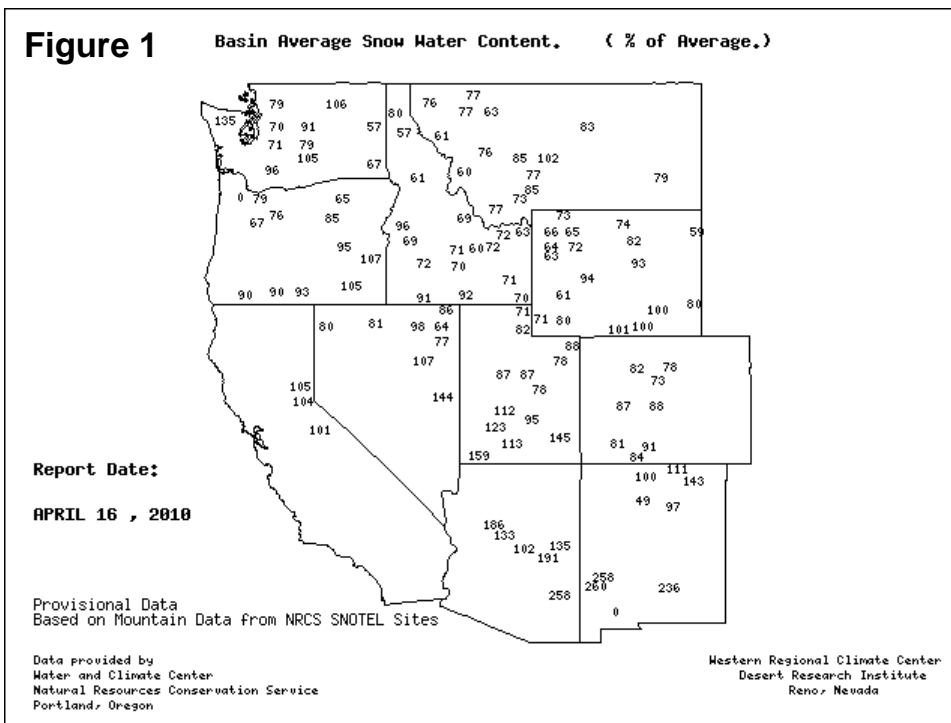 Figure 1
Basin Average Snow Water Content. ( % of Average.)
77
79 106 76
80 77 63
135
70 91 57 57 61 83
71 79
105 76 85 102
96 67 61 60 77 79
0 79 65 85
73
67 76 85 96 69 77 73 74
72 63 66 65 59
95 69 71 60 72 64 72 82
107 72 70 63 93
71 94
90 90 93 105 91 92 70 61 80
86 71 100
80 81 98 64 82 71 80 101 100
77 88
107 78 82 78
87 87 73
105 78
104 144 112 95 87 88
101 123
113 145 81 91
159 84
Report Date:
100 111
143
APRIL 16 , 2010
49 97
186
133
102 135
191
258
260 236
258
0
Provisional Data
Based on Mountain Data from NRCS SNOTEL Sites
Data provided by
Water and Climate Center
Natural Resources Conservation Service
Portland, Oregon
Western Regional Climate Center
Desert Research Institute
Reno, Nevada